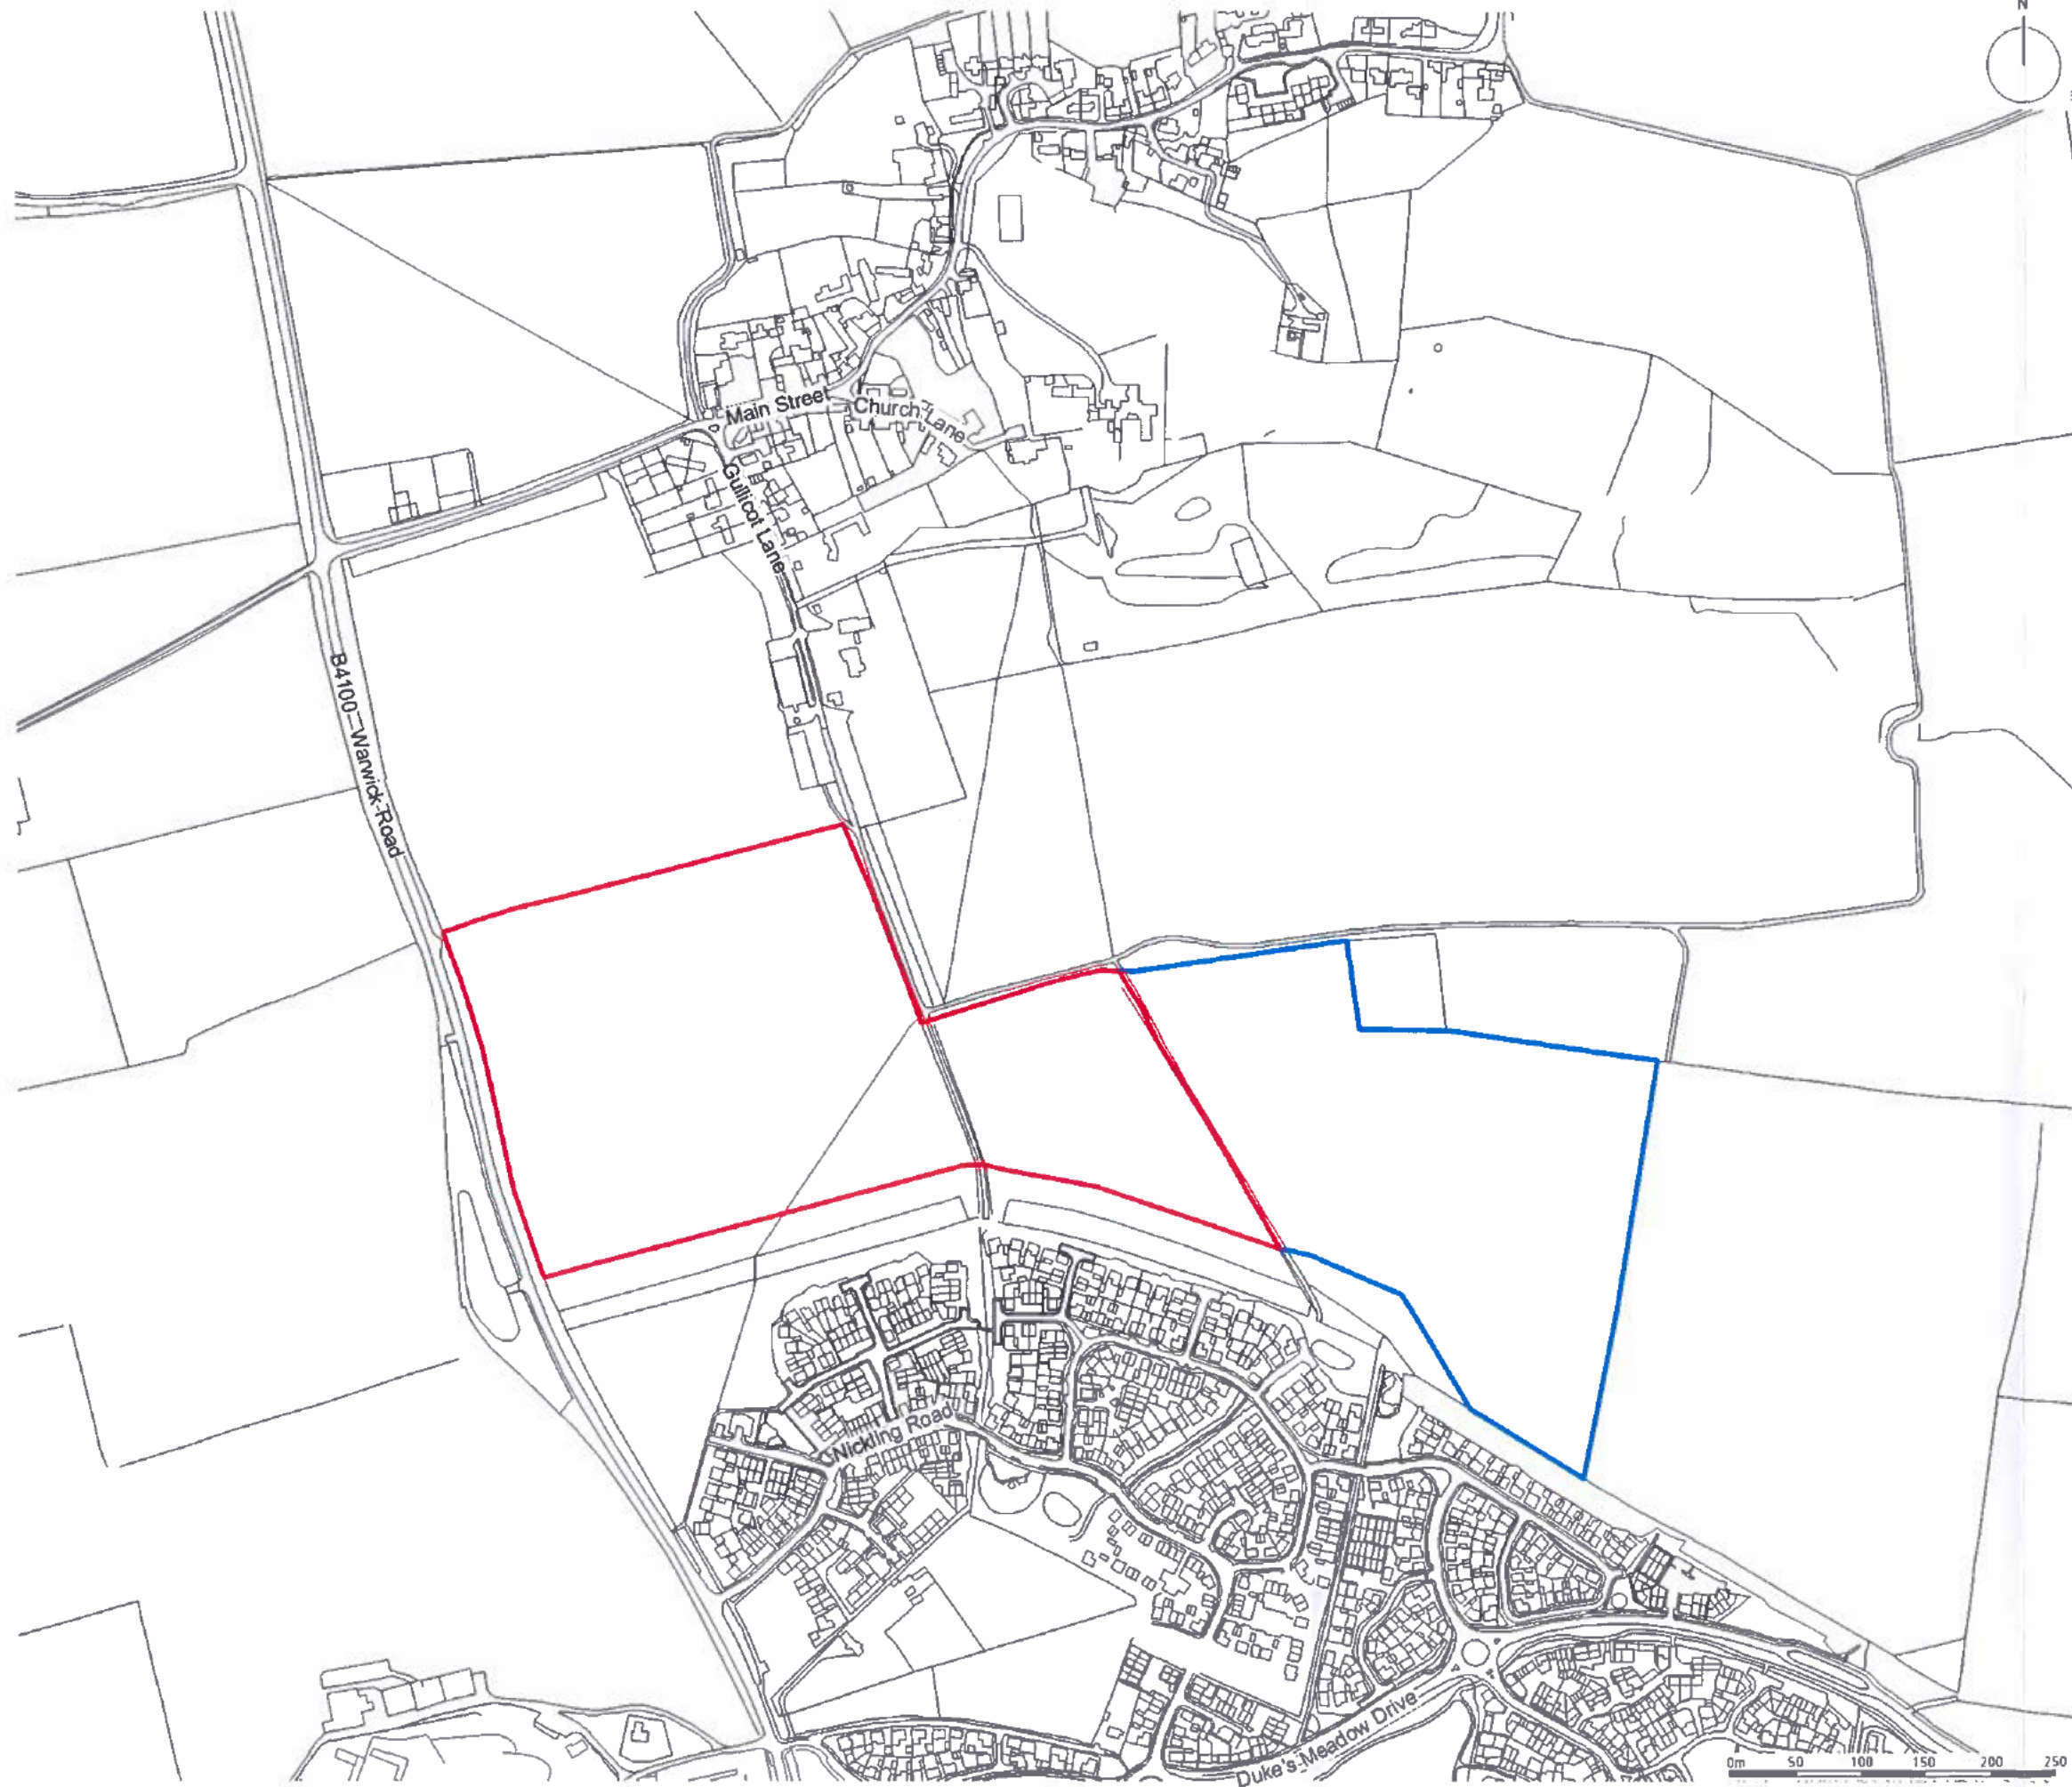 N
Main Street
Church Lane
Gullicot Lane
B4100 Warwick Road
Nickling Road
Duke's Meadow Drive
0m 50 100 150 200 250